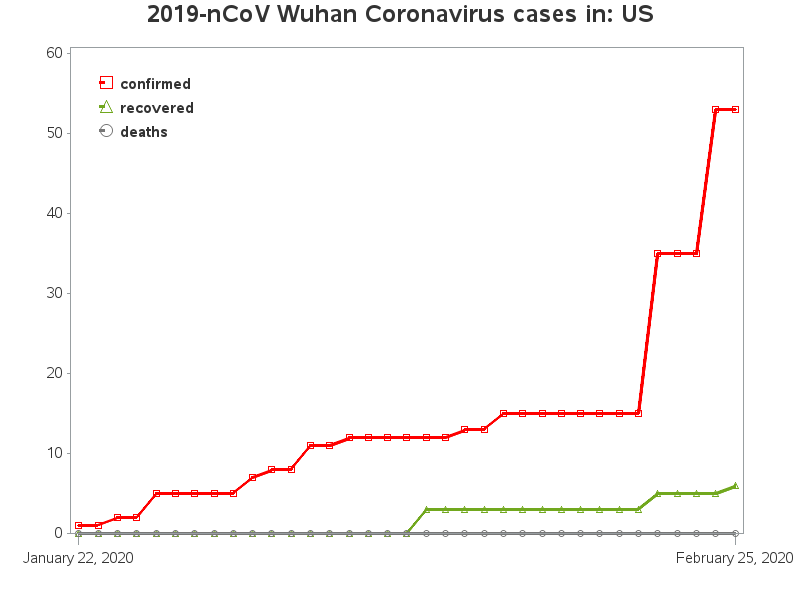 2019-nCoV Wuhan Coronavirus cases in: US
60
confirmed
recovered
deaths
50
40
30
20
10
0
January 22, 2020
February 25, 2020